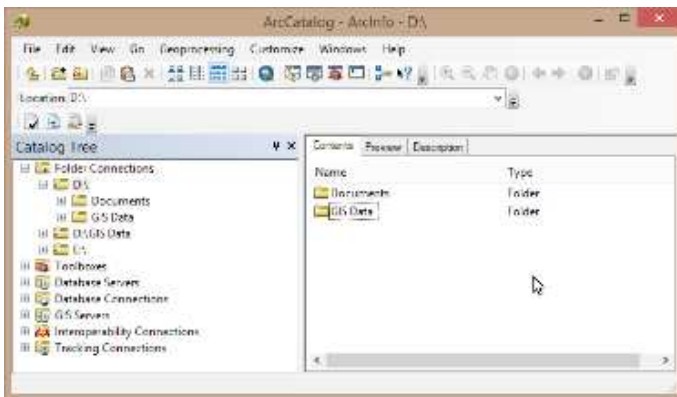 ArcCatalog - ArcInfo - D:\
File Edit View Go Geoprocessing Customize Windows Help
Location: D:\
Catalog Tree
Folder Connections
D:\
Documents
GIS Data
D:\GIS Data
Toolboxes
Database Servers
Database Connections
GIS Servers
Interoperability Connections
Tracking Connections
Contents Preview Description
Name Type
Documents Folder
GIS Data Folder